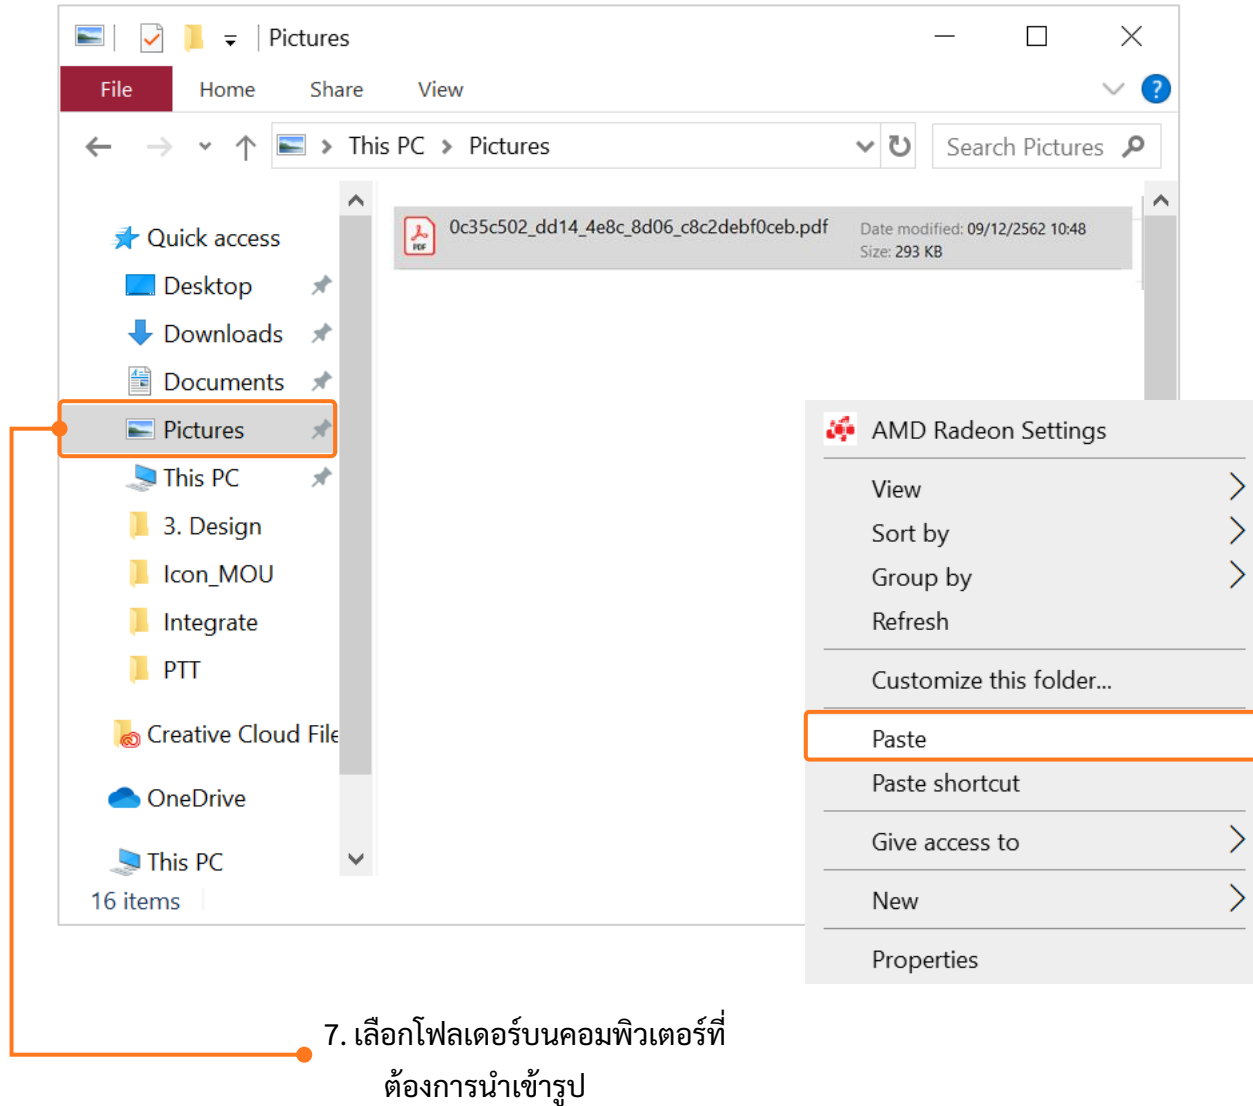 Pictures
File Home Share View
This PC Pictures
Search Pictures
Quick access
Desktop
Downloads
Documents
Pictures
This PC
3. Design
Icon_MOU
Integrate
PTT
Creative Cloud File
OneDrive
This PC
16 items
0c35c502_dd14_4e8c_8d06_c8c2debf0ceb.pdf
PDF
Date modified: 09/12/2562 10:48
Size: 293 KB
AMD Radeon Settings
View
Sort by
Group by
Refresh
Customize this folder...
Paste
Paste shortcut
Give access to
New
Properties
7. เลือกโฟลเดอร์บนคอมพิวเตอร์ที่
ต้องการนำเข้ารูป